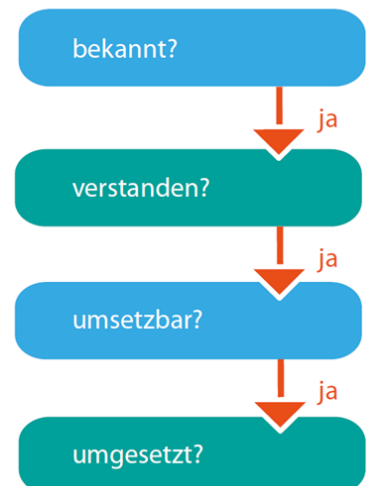 bekannt?
ja
verstanden?
ja
umsetzbar?
ja
umgesetzt?